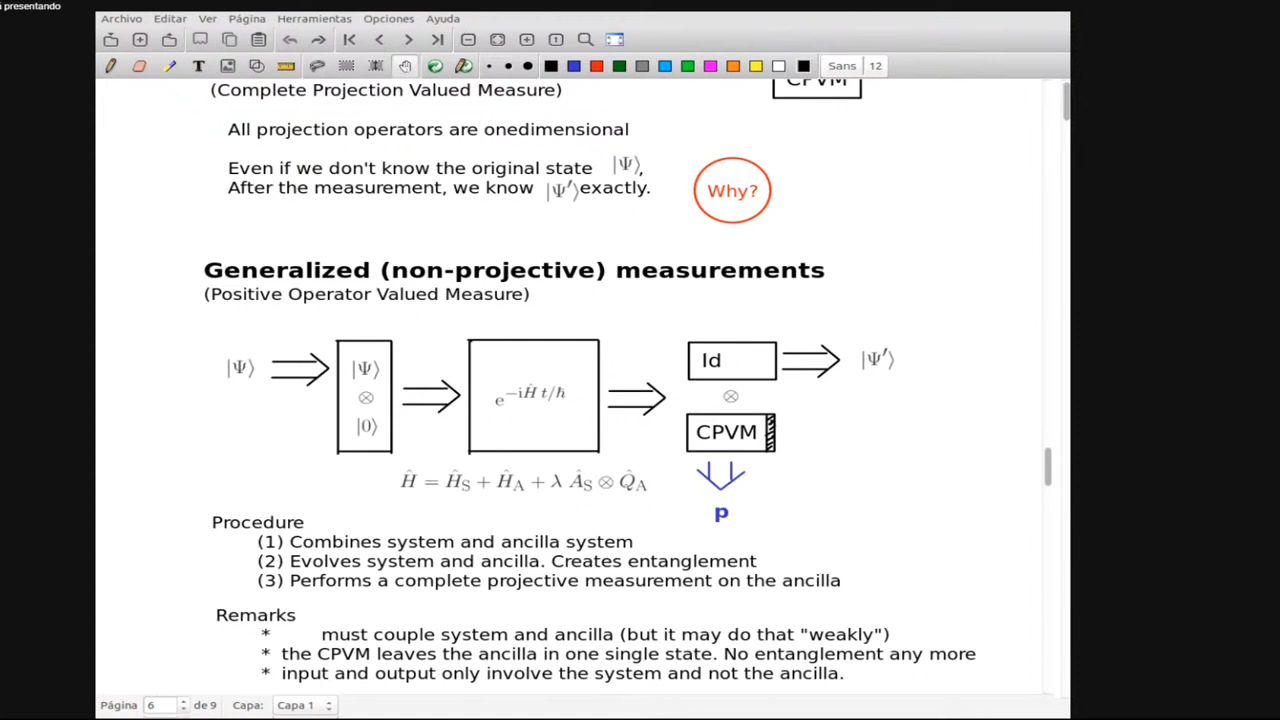 á presentando
Archivo Editar Ver Página Herramientas Opciones Ayuda
T
Sans 12
(Complete Projection Valued Measure)
CPVM
All projection operators are onedimensional
Even if we don't know the original state |Ψ⟩,
After the measurement, we know |Ψ′⟩ exactly.
Why?
Generalized (non-projective) measurements
(Positive Operator Valued Measure)
|Ψ⟩
|Ψ⟩
⊗
|0⟩
e^{-iĤ t/ħ}
Id
⊗
CPVM
|Ψ′⟩
Ĥ = Ĥ_S + Ĥ_A + λ Â_S ⊗ Q̂_A
p
Procedure
(1) Combines system and ancilla system
(2) Evolves system and ancilla. Creates entanglement
(3) Performs a complete projective measurement on the ancilla
Remarks
* must couple system and ancilla (but it may do that "weakly")
* the CPVM leaves the ancilla in one single state. No entanglement any more
* input and output only involve the system and not the ancilla.
Página 6 de 9 Capa: Capa 1